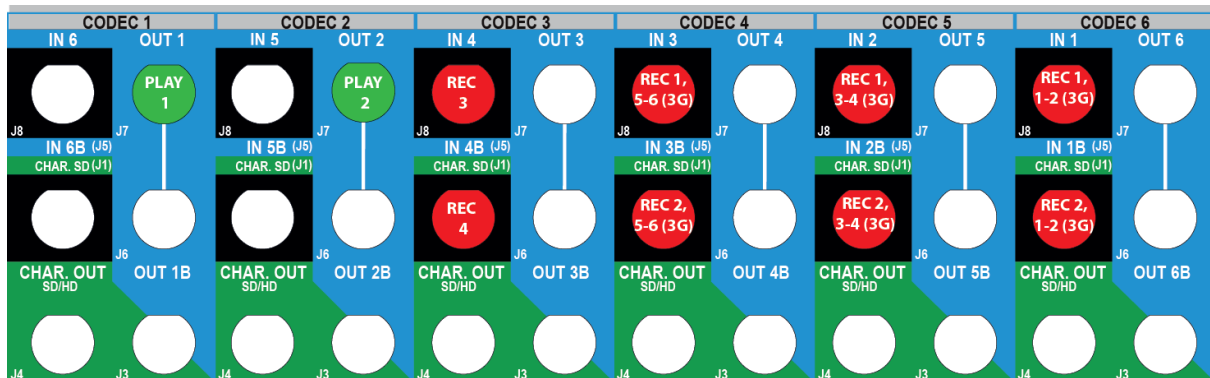 CODEC 1 CODEC 2 CODEC 3 CODEC 4 CODEC 5 CODEC 6
IN 6 OUT 1 IN 5 OUT 2 IN 4 OUT 3 IN 3 OUT 4 IN 2 OUT 5 IN 1 OUT 6
PLAY PLAY REC REC 1, REC 1, REC 1,
1 2 3 5-6 (3G) 3-4 (3G) 1-2 (3G)
J8 J7 J8 J7 J8 J7 J8 J7 J8 J7 J8 J7
IN 6B (J5) IN 5B (J5) IN 4B (J5) IN 3B (J5) IN 2B (J5) IN 1B (J5)
CHAR. SD (J1) CHAR. SD (J1) CHAR. SD (J1) CHAR. SD (J1) CHAR. SD (J1) CHAR. SD (J1)
REC REC 2, REC 2, REC 2,
4 5-6 (3G) 3-4 (3G) 1-2 (3G)
J6 J6 J6 J6 J6 J6
CHAR. OUT OUT 1B CHAR. OUT OUT 2B CHAR. OUT OUT 3B CHAR. OUT OUT 4B CHAR. OUT OUT 5B CHAR. OUT OUT 6B
SD/HD SD/HD SD/HD SD/HD SD/HD SD/HD
J4 J3 J4 J3 J4 J3 J4 J3 J4 J3 J4 J3